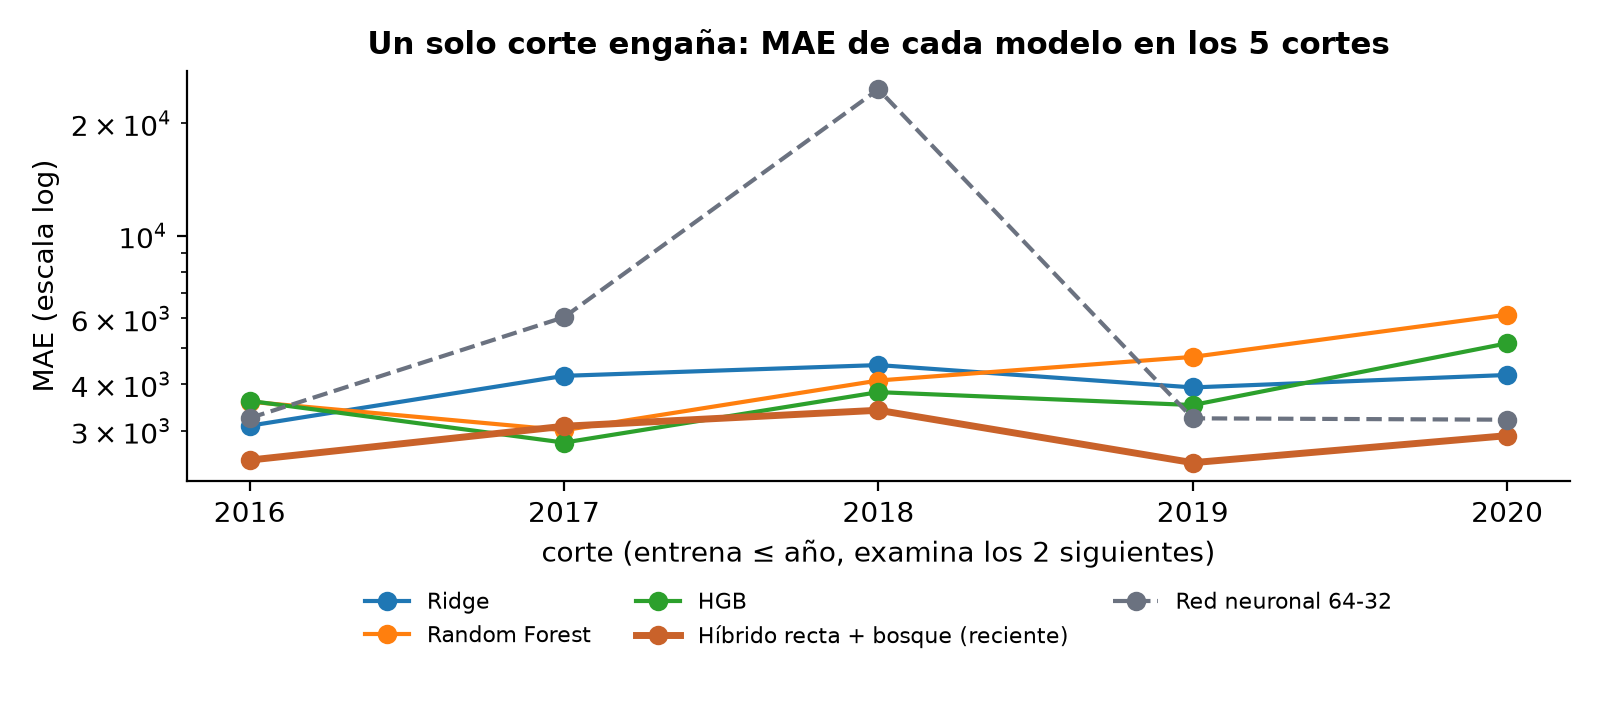 Un solo corte engaña: MAE de cada modelo en los 5 cortes
MAE (escala log)
2 × 10⁴
10⁴
6 × 10³
4 × 10³
3 × 10³
2016 2017 2018 2019 2020
corte (entrena ≤ año, examina los 2 siguientes)
Ridge HGB Red neuronal 64-32
Random Forest Híbrido recta + bosque (reciente)